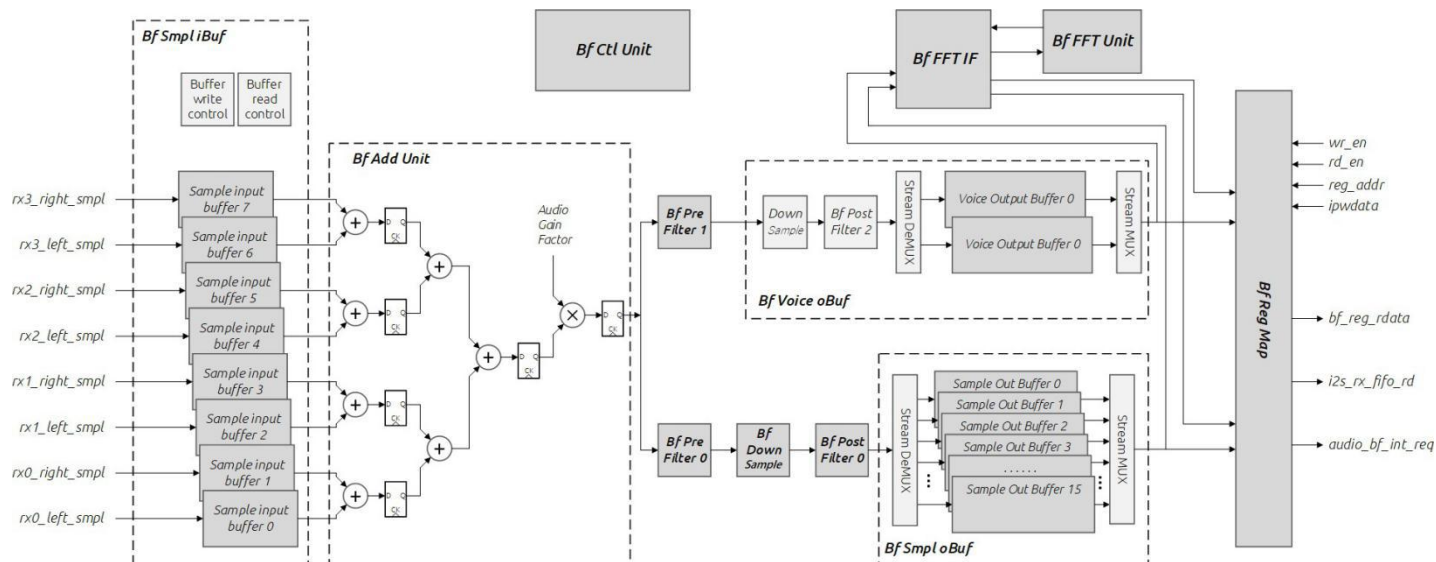 Bf Smpl iBuf
Buffer
write
control
Buffer
read
control
Bf Ctl Unit
Bf FFT IF
Bf FFT Unit
rx3_right_smpl
rx3_left_smpl
rx2_right_smpl
rx2_left_smpl
rx1_right_smpl
rx1_left_smpl
rx0_right_smpl
rx0_left_smpl
Sample input
buffer 7
Sample input
buffer 6
Sample input
buffer 5
Sample input
buffer 4
Sample input
buffer 3
Sample input
buffer 2
Sample input
buffer 1
Sample input
buffer 0
Bf Add Unit
D Q
CK
D Q
CK
D Q
CK
D Q
CK
D Q
CK
Audio
Gain
Factor
D Q
CK
Bf Pre
Filter 1
Down
Sample
Bf Post
Filter 2
Stream DeMUX
Voice Output Buffer 0
Voice Output Buffer 0
Stream MUX
Bf Voice oBuf
Bf Pre
Filter 0
Bf
Down
Sample
Bf Post
Filter 0
Stream DeMUX
Sample Out Buffer 0
Sample Out Buffer 1
Sample Out Buffer 2
Sample Out Buffer 3
......
Sample Out Buffer 15
Stream MUX
Bf Smpl oBuf
Bf Reg Map
wr_en
rd_en
reg_addr
ipwdata
bf_reg_rdata
i2s_rx_fifo_rd
audio_bf_int_req